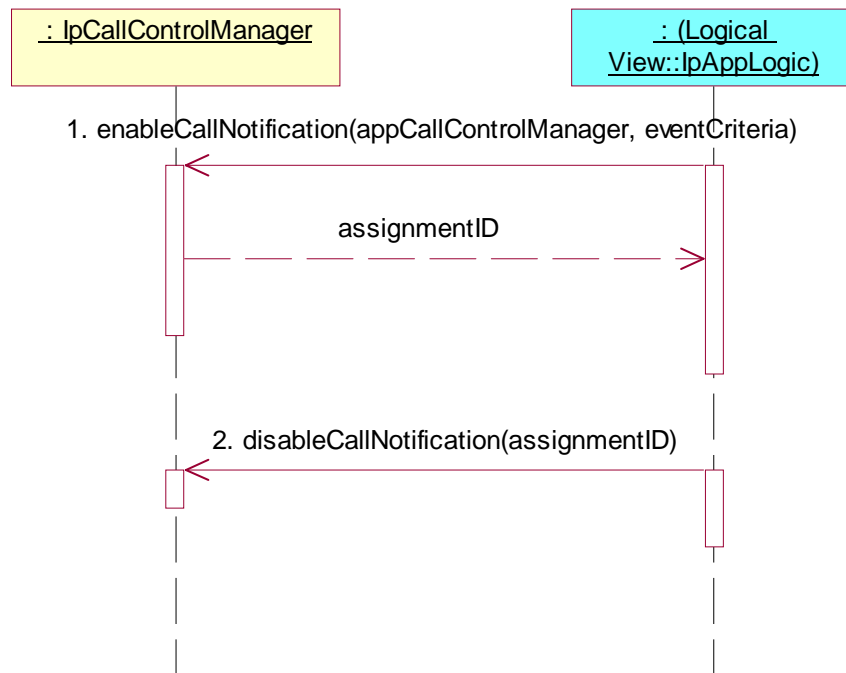 : IpCallControlManager
: (Logical
View::IpAppLogic)
1. enableCallNotification(appCallControlManager, eventCriteria)
assignmentID
2. disableCallNotification(assignmentID)